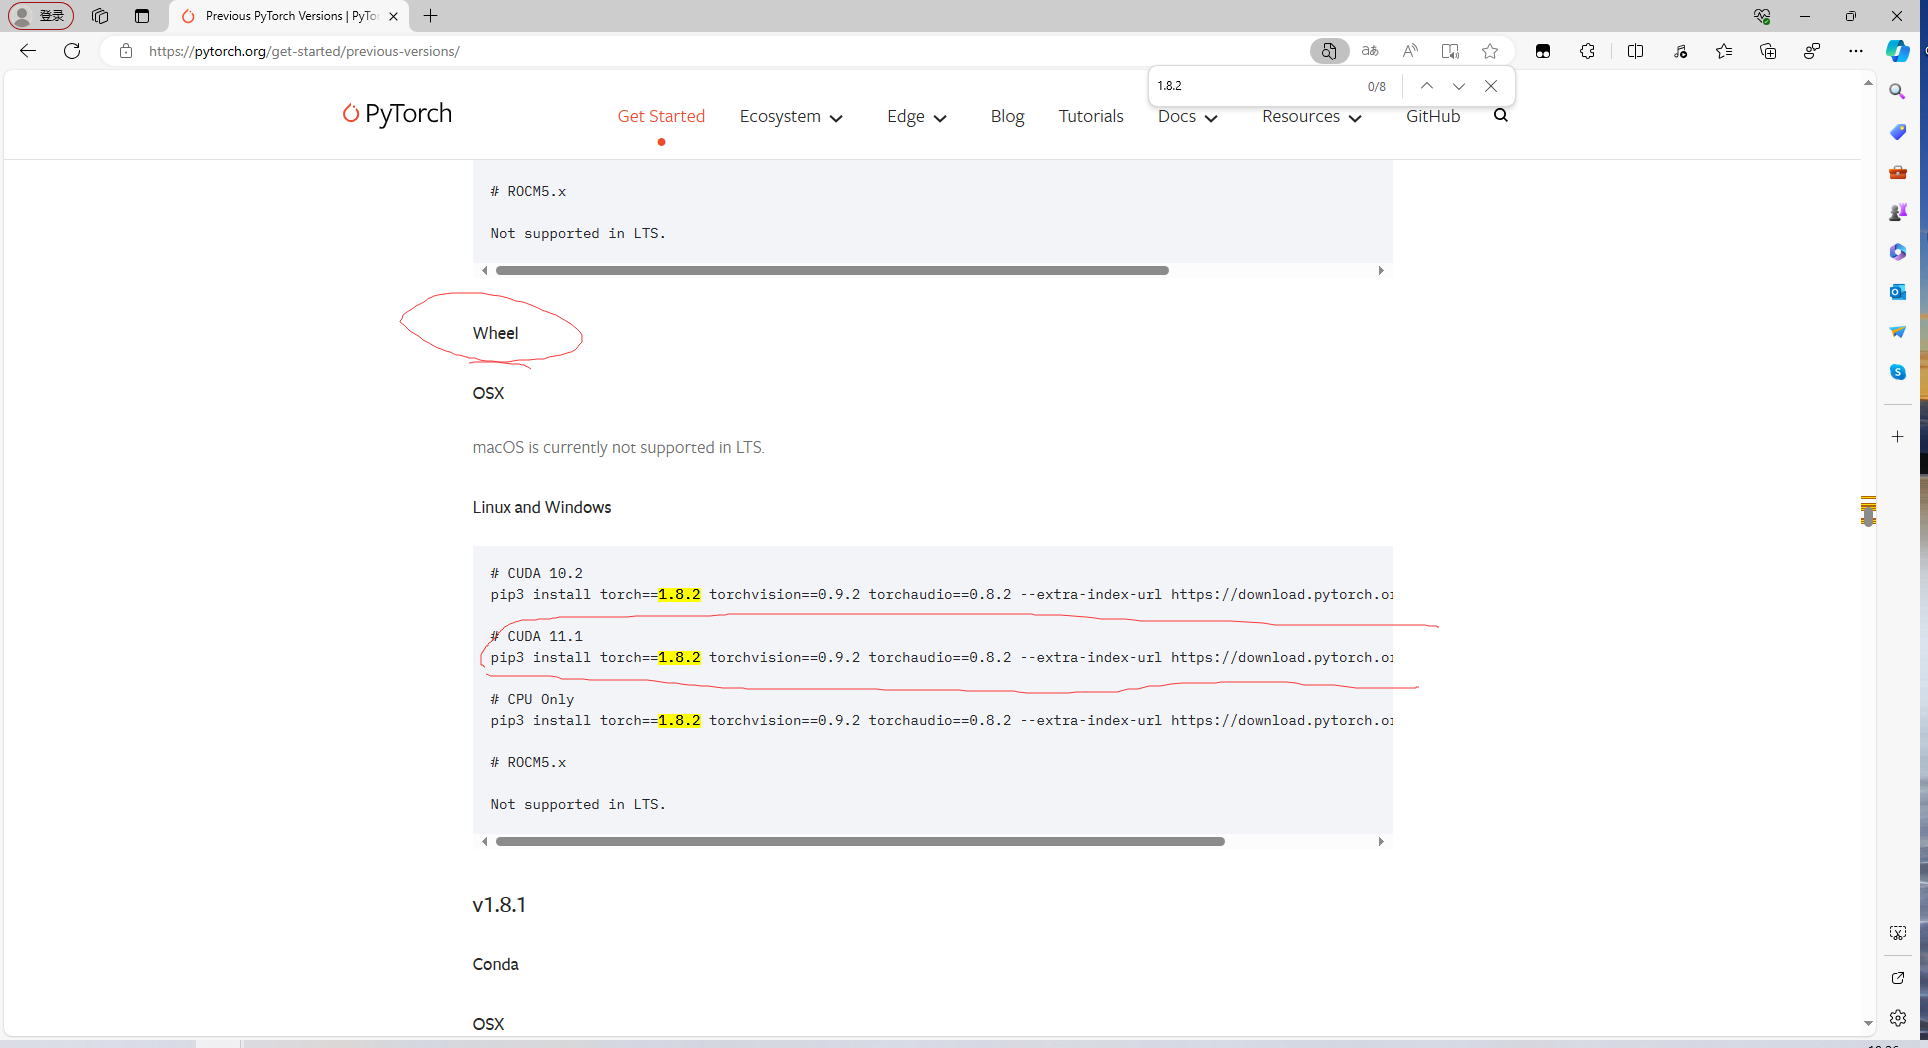 登录
Previous PyTorch Versions | PyTo
https://pytorch.org/get-started/previous-versions/
1.8.2
0/8
PyTorch
Get Started
Ecosystem
Edge
Blog
Tutorials
Docs
Resources
GitHub
# ROCM5.x
Not supported in LTS.
Wheel
OSX
macOS is currently not supported in LTS.
Linux and Windows
# CUDA 10.2
pip3 install torch==1.8.2 torchvision==0.9.2 torchaudio==0.8.2 --extra-index-url https://download.pytorch.or
# CUDA 11.1
pip3 install torch==1.8.2 torchvision==0.9.2 torchaudio==0.8.2 --extra-index-url https://download.pytorch.or
# CPU Only
pip3 install torch==1.8.2 torchvision==0.9.2 torchaudio==0.8.2 --extra-index-url https://download.pytorch.or
# ROCM5.x
Not supported in LTS.
v1.8.1
Conda
OSX